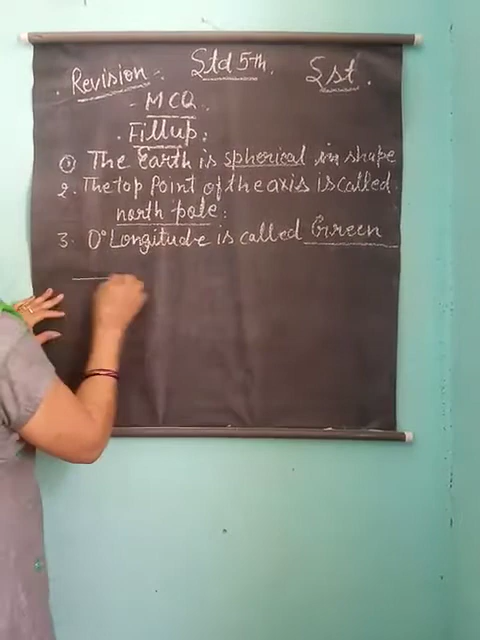 Revision :- Std 5th. Sst.
- MCQ.
. Fillup :
① The Earth is spherical in shape
2. The top Point of the axis is called
north pole :
3. 0° Longitude is called Green